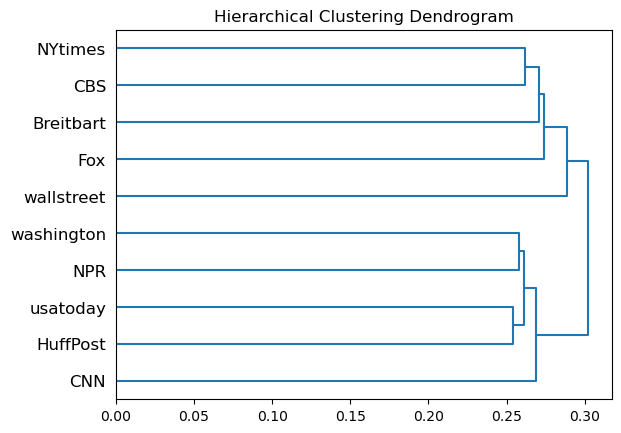 Hierarchical Clustering Dendrogram
NYtimes
CBS
Breitbart
Fox
wallstreet
washington
NPR
usatoday
HuffPost
CNN
0.00 0.05 0.10 0.15 0.20 0.25 0.30